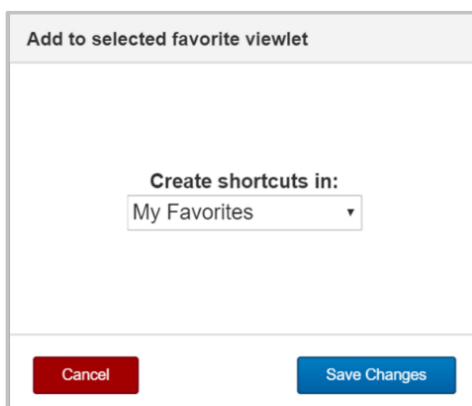 Add to selected favorite viewlet
Create shortcuts in:
My Favorites
Cancel
Save Changes